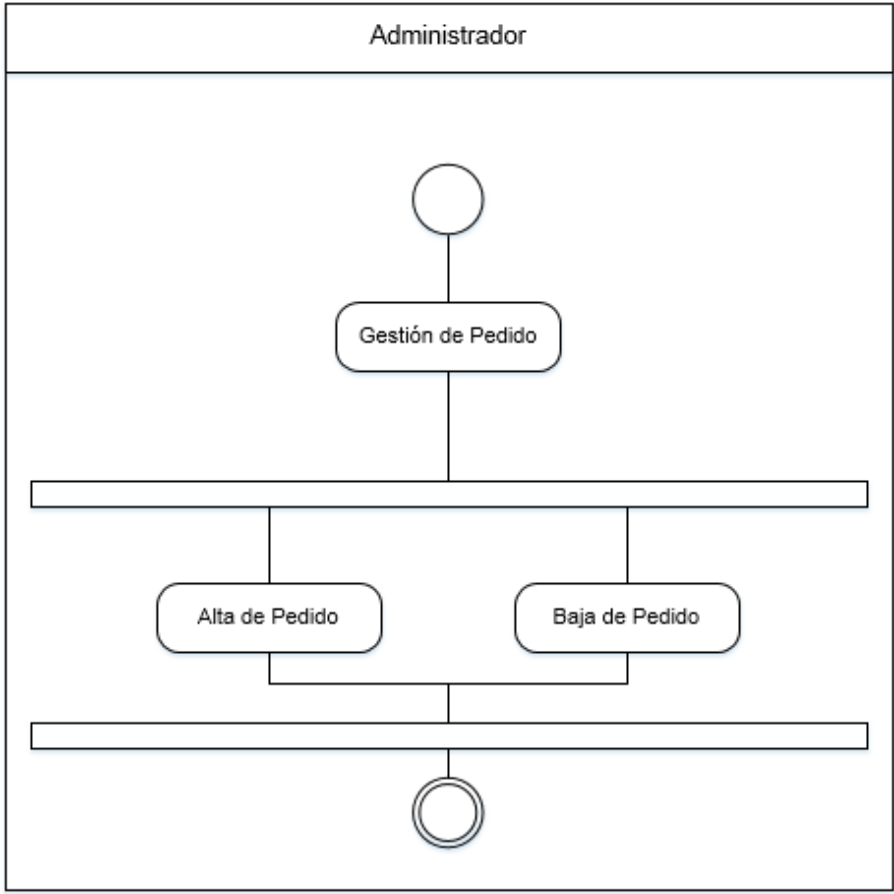 Administrador
Gestión de Pedido
Alta de Pedido
Baja de Pedido